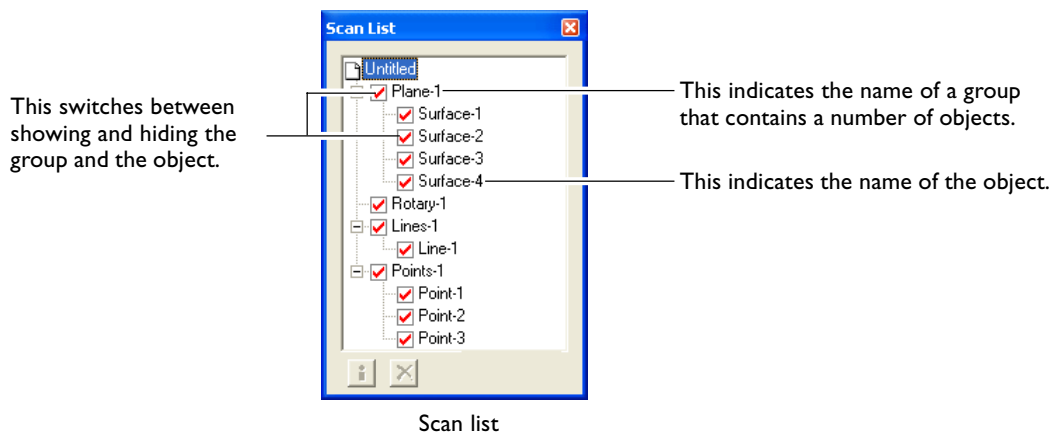 Scan List
Untitled
Plane-1
Surface-1
Surface-2
Surface-3
Surface-4
Rotary-1
Lines-1
Line-1
Points-1
Point-1
Point-2
Point-3
This switches between
showing and hiding the
group and the object.
This indicates the name of a group
that contains a number of objects.
This indicates the name of the object.
Scan list